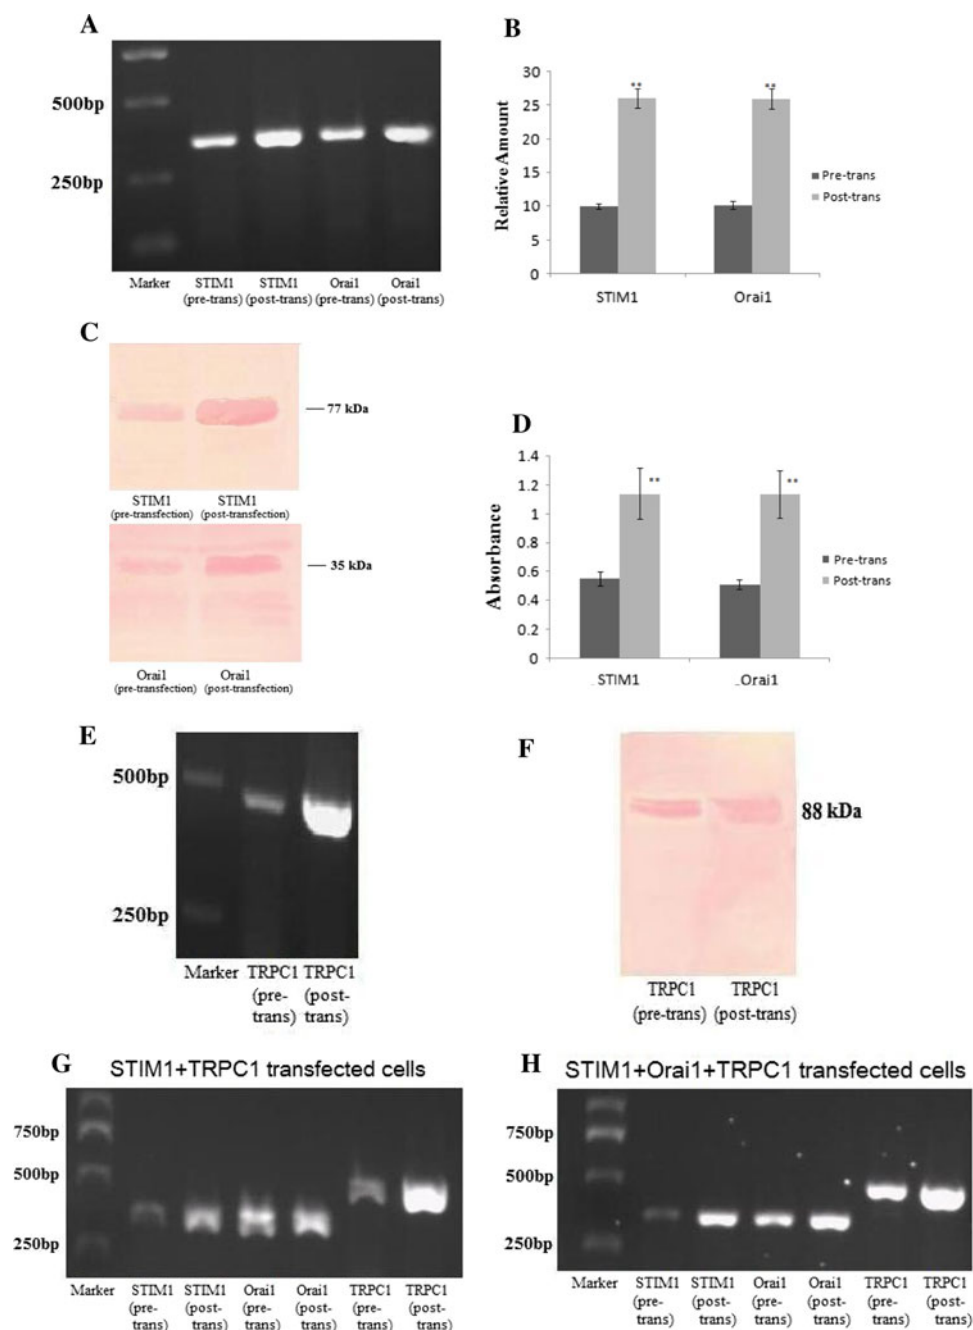 A
500bp
250bp
Marker
STIM1
(pre-trans)
STIM1
(post-trans)
Orai1
(pre-trans)
Orai1
(post-trans)
B
30
25
20
15
10
5
0
Relative Amount
**
**
STIM1
Orai1
Pre-trans
Post-trans
C
77 kDa
STIM1
(pre-transfection)
STIM1
(post-transfection)
35 kDa
Orai1
(pre-transfection)
Orai1
(post-transfection)
D
1.4
1.2
1
0.8
0.6
0.4
0.2
0
Absorbance
**
**
STIM1
Orai1
Pre-trans
Post-trans
E
500bp
250bp
Marker
TRPC1
(pre-
trans)
TRPC1
(post-
trans)
F
88 kDa
TRPC1
(pre-trans)
TRPC1
(post-trans)
G
STIM1+TRPC1 transfected cells
750bp
500bp
250bp
Marker
STIM1
(pre-
trans)
STIM1
(post-
trans)
Orai1
(pre-
trans)
Orai1
(post-
trans)
TRPC1
(pre-
trans)
TRPC1
(post-
trans)
H
STIM1+Orai1+TRPC1 transfected cells
750bp
500bp
250bp
Marker
STIM1
(pre-
trans)
STIM1
(post-
trans)
Orai1
(pre-
trans)
Orai1
(post-
trans)
TRPC1
(pre-
trans)
TRPC1
(post-
trans)